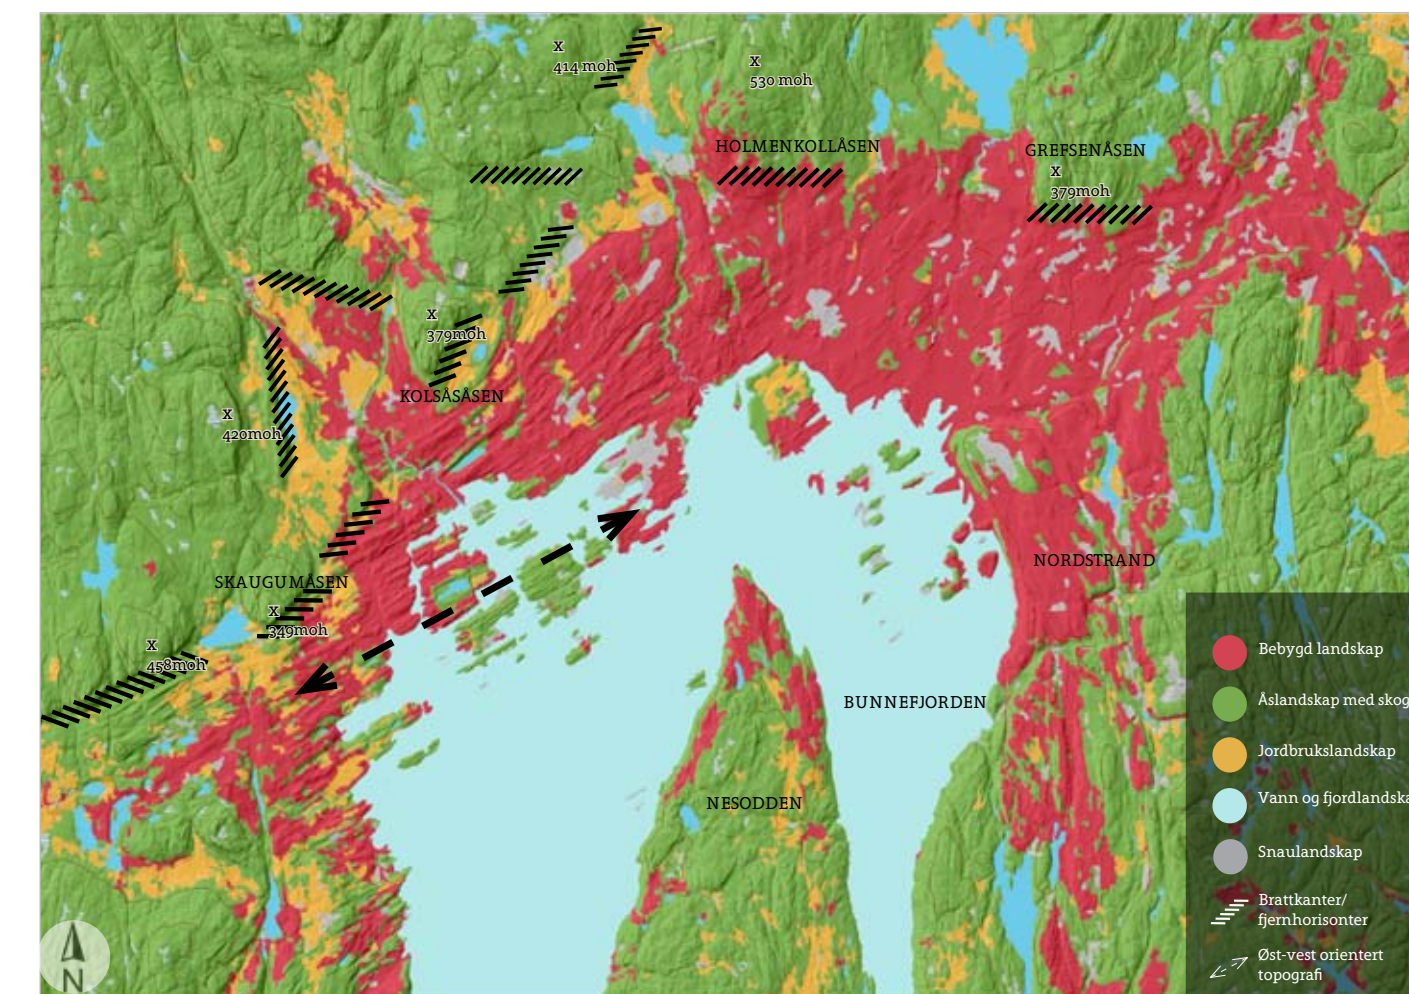 x
414 moh
x
530 moh
HOLMENKOLLÅSEN
GREFSENÅSEN
x
379moh
x
379moh
KOLSÅSÅSEN
x
420moh
SKAUGUMÅSEN
x
349moh
x
458moh
NORDSTRAND
BUNNEFJORDEN
NESODDEN
Bebygd landskap
Åslandskap med skog
Jordbrukslandskap
Vann og fjordlandska
Snaulandskap
Brattkanter/
fjernhorisonter
Øst-vest orientert
topografi
N